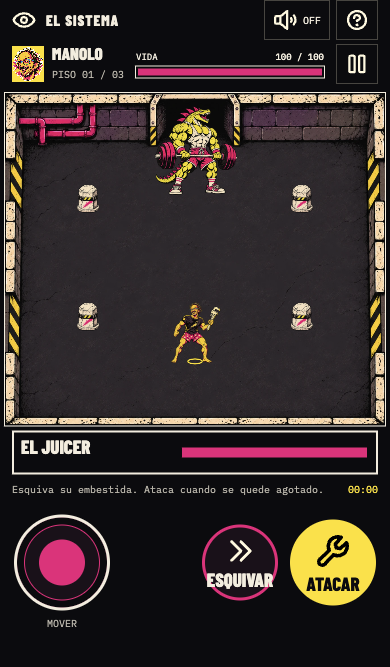 EL SISTEMA
OFF
MANOLO
PISO 01 / 03
VIDA
100 / 100
EL JUICER
Esquiva su embestida. Ataca cuando se quede agotado.
00:00
ESQUIVAR
ATACAR
MOVER